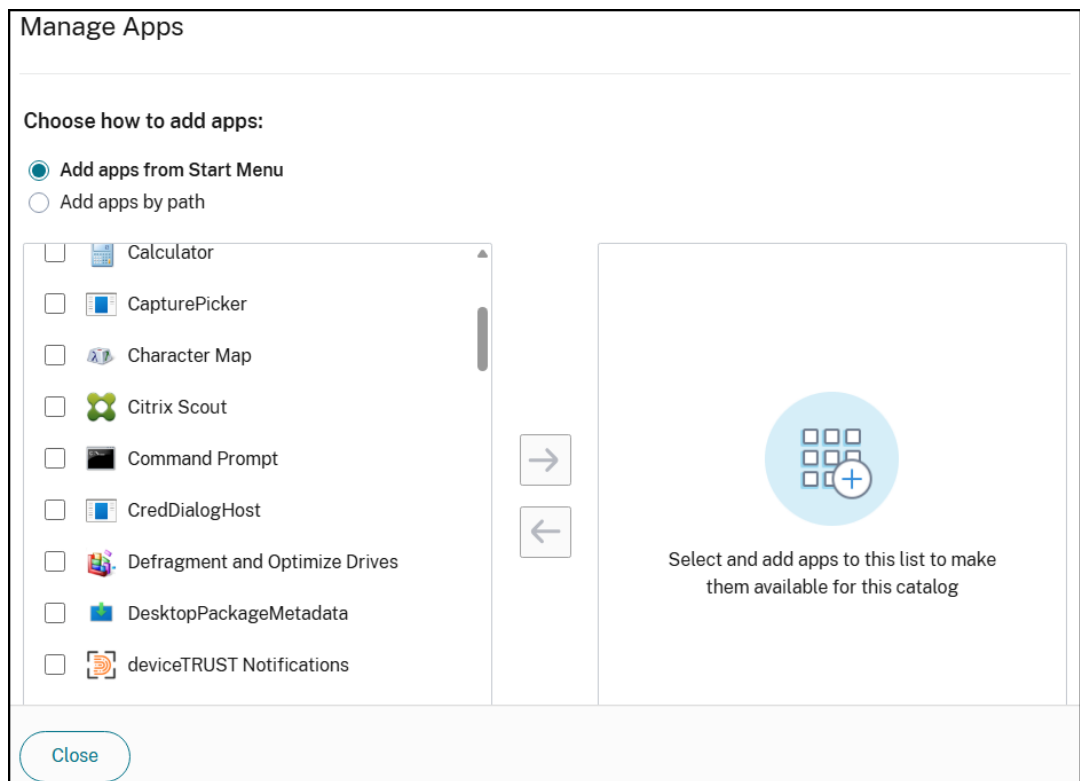 Manage Apps
Choose how to add apps:
Add apps from Start Menu
Add apps by path
Calculator
CapturePicker
Character Map
Citrix Scout
Command Prompt
CredDialogHost
Defragment and Optimize Drives
DesktopPackageMetadata
deviceTRUST Notifications
Select and add apps to this list to make
them available for this catalog
Close